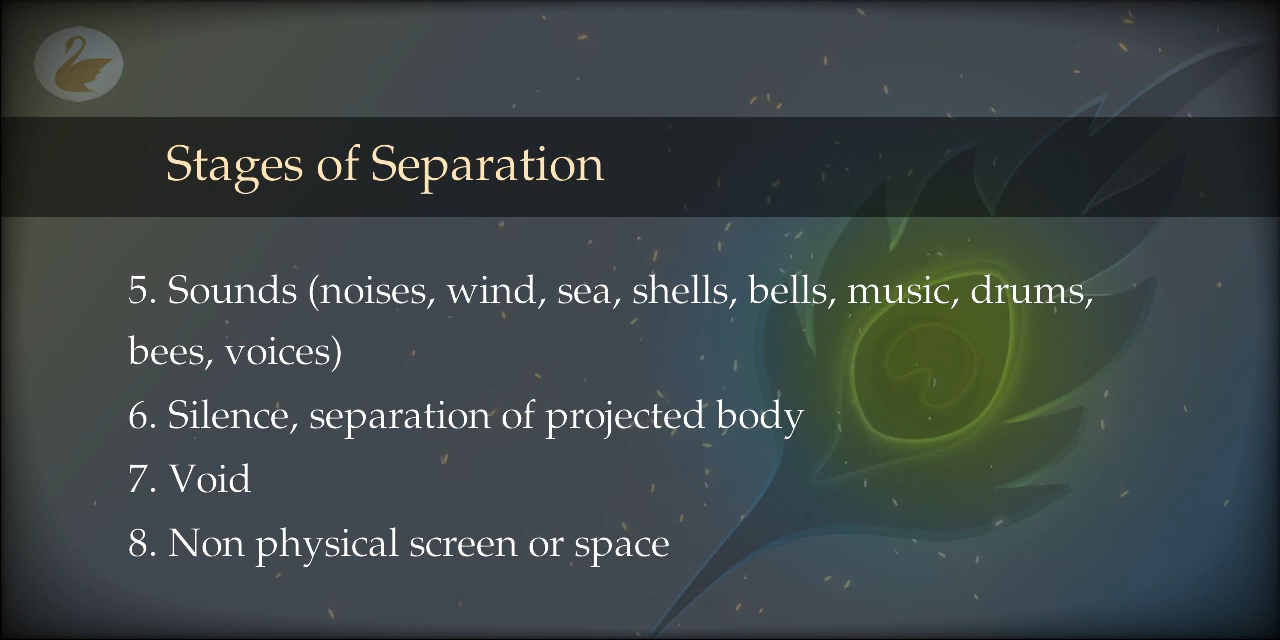 Stages of Separation
5. Sounds (noises, wind, sea, shells, bells, music, drums,
bees, voices)
6. Silence, separation of projected body
7. Void
8. Non physical screen or space